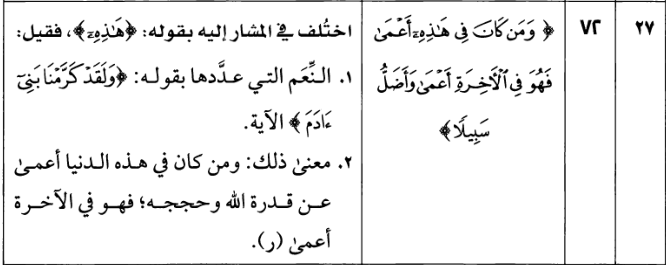 ٢٧
٧٢
﴿ وَمَن كَانَ فِى هَٰذِهِۦٓ أَعْمَىٰ
فَهُوَ فِى ٱلْءَاخِرَةِ أَعْمَىٰ وَأَضَلُّ
سَبِيلًا ﴾
اختُلف في المشار إليه بقوله: ﴿هَٰذِهِۦٓ﴾، فقيل:
١. النِّعَم التي عدَّدها بقوله: ﴿وَلَقَدْ كَرَّمْنَا بَنِىٓ
ءَادَمَ﴾ الآية.
٢. معنىٰ ذلك: ومن كان في هذه الدنيا أعمىٰ
عن قدرة الله وحججه؛ فهو في الآخرة
أعمىٰ (ر).